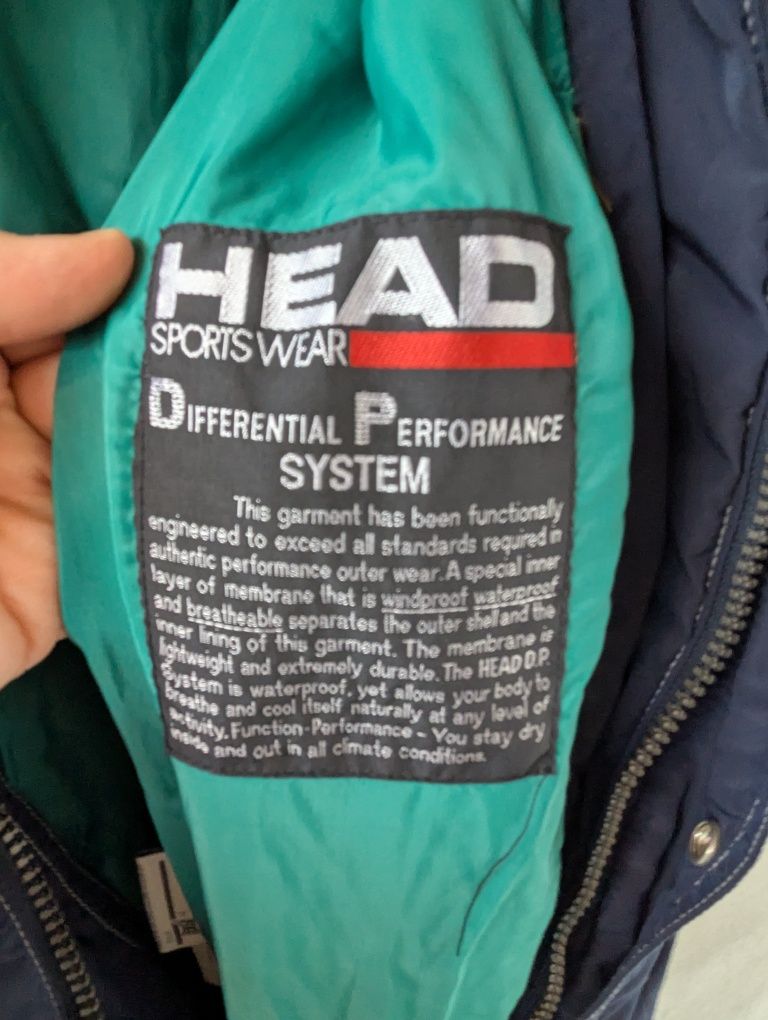 HEAD
SPORTS WEAR
DIFFERENTIAL PERFORMANCE
SYSTEM
This garment has been functionally
engineered to exceed all standards required in
authentic performance outer wear. A special inner
layer of membrane that is windproof waterproof
and breatheable separates the outer shell and the
inner lining of this garment. The membrane is
lightweight and extremely durable. The HEAD D.P.
System is waterproof, yet allows your body to
breathe and cool itself naturally at any level of
activity. Function-Performance - You stay dry
inside and out in all climate conditions.